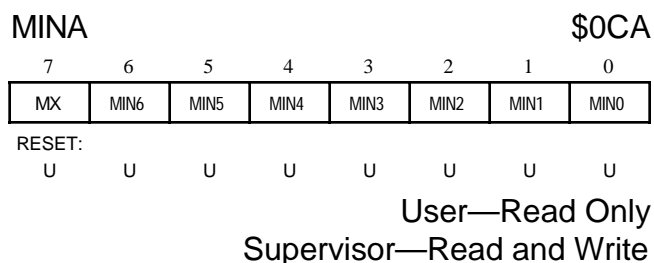 MINA $0CA
7 6 5 4 3 2 1 0
MX MIN6 MIN5 MIN4 MIN3 MIN2 MIN1 MIN0
RESET:
U U U U U U U U
User—Read Only
Supervisor—Read and Write